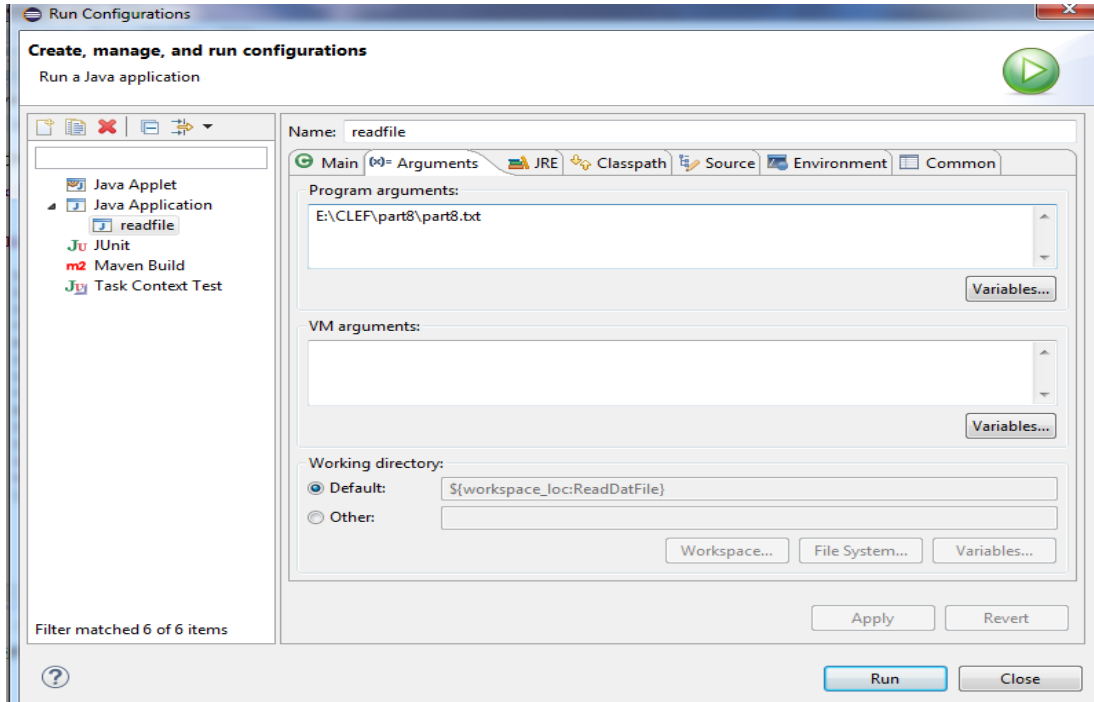 Run Configurations
Create, manage, and run configurations
Run a Java application
Name: readfile
Main (x)= Arguments JRE Classpath Source Environment Common
Java Applet
Java Application
readfile
JU JUnit
m2 Maven Build
JU Task Context Test
Filter matched 6 of 6 items
Program arguments:
E:\CLEF\part8\part8.txt
Variables...
VM arguments:
Variables...
Working directory:
Default: ${workspace_loc:ReadDatFile}
Other:
Workspace... File System... Variables...
Apply Revert
? Run Close